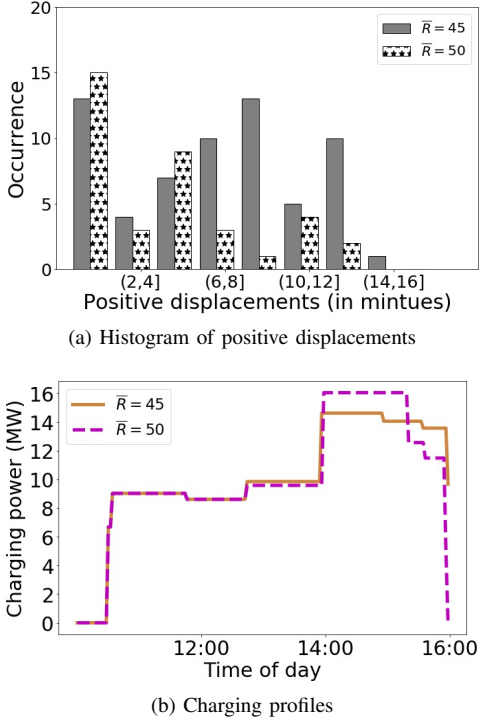 20
15
10
5
0
Occurrence
R̅ = 45
R̅ = 50
(2,4]
(6,8]
(10,12]
(14,16]
Positive displacements (in mintues)
(a) Histogram of positive displacements
16
14
12
10
8
6
4
2
0
Charging power (MW)
R̅ = 45
R̅ = 50
12:00
14:00
16:00
Time of day
(b) Charging profiles